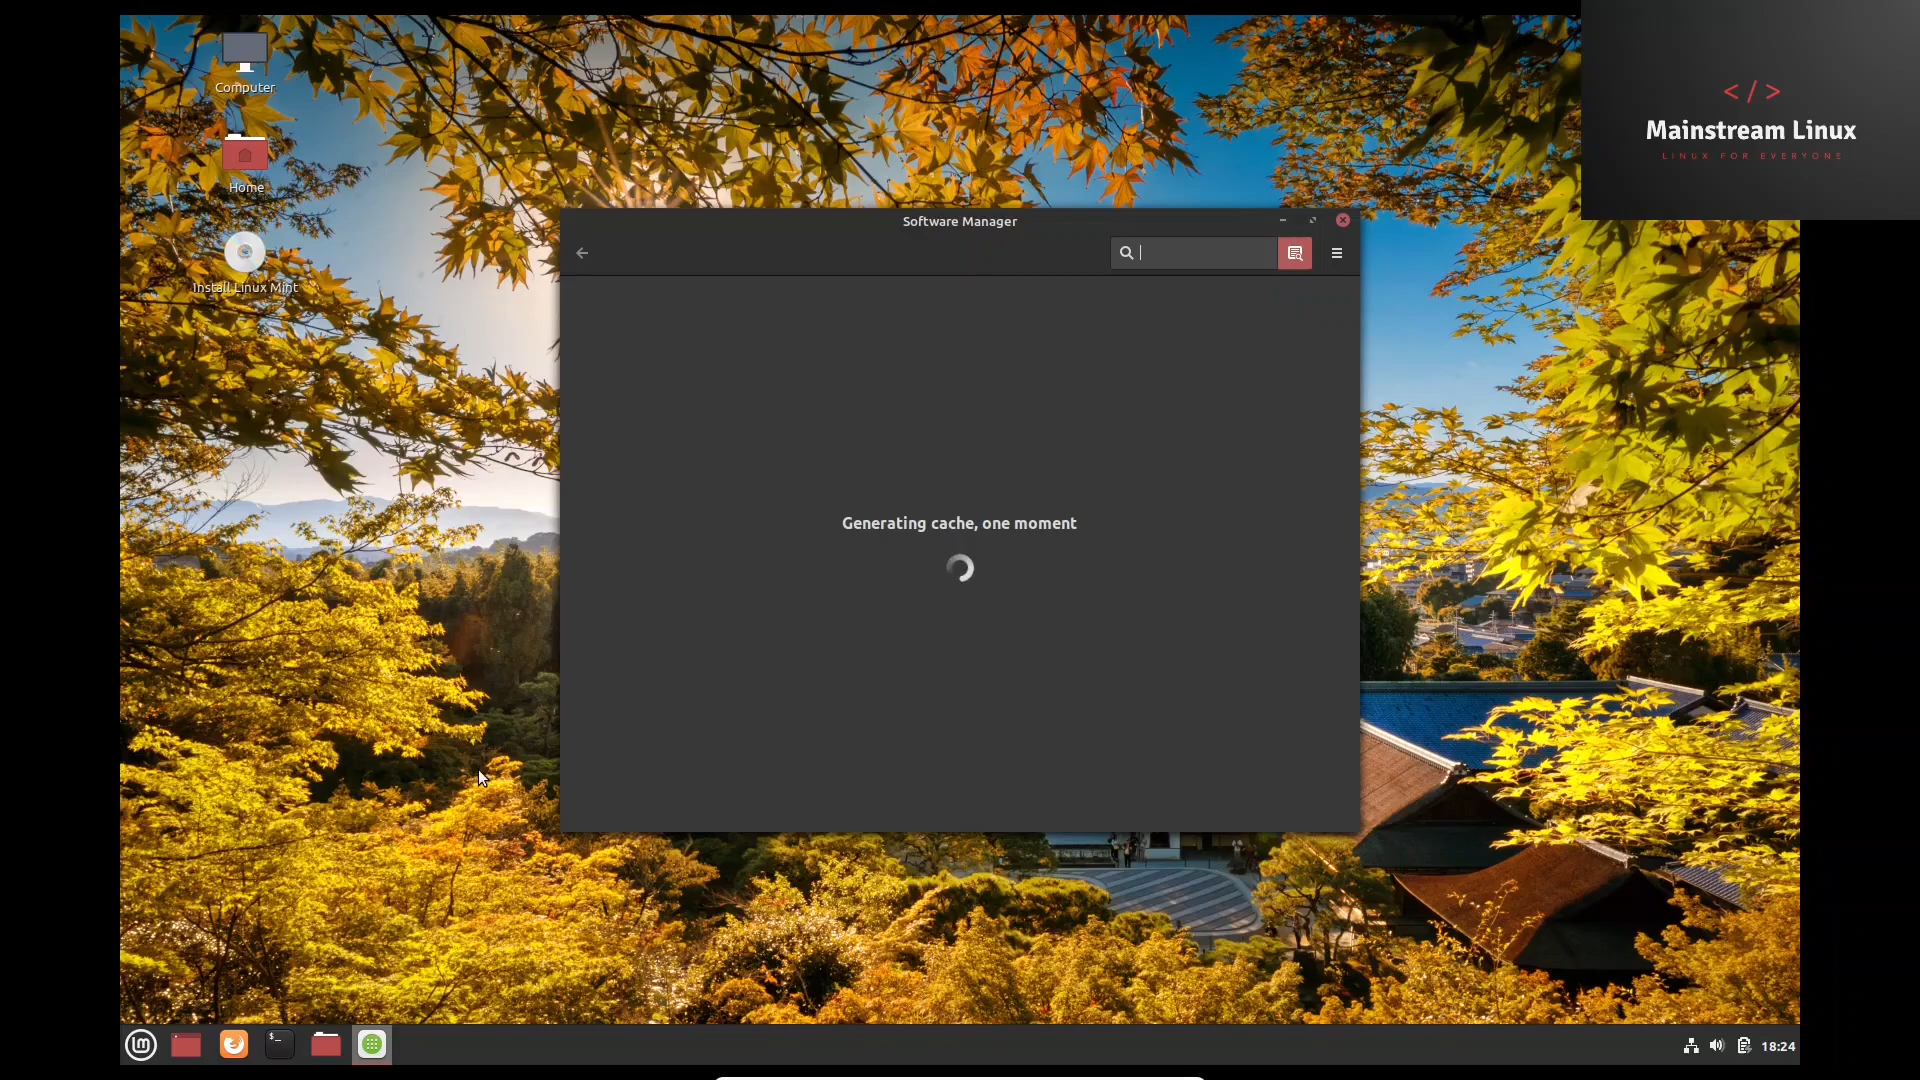 Computer
Home
Install Linux Mint
</>
Mainstream Linux
LINUX FOR EVERYONE
Software Manager
Generating cache, one moment
$_
18:24